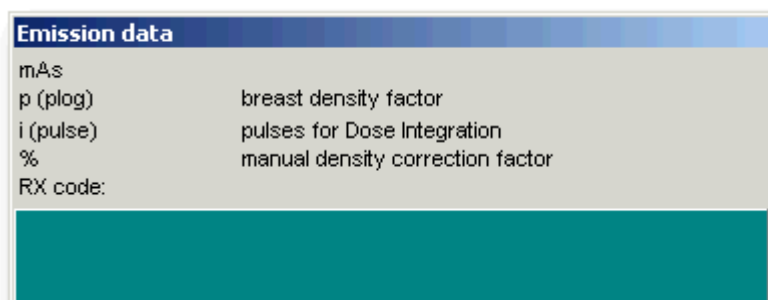 Emission data
mAs
p (plog) breast density factor
i (pulse) pulses for Dose Integration
% manual density correction factor
RX code: